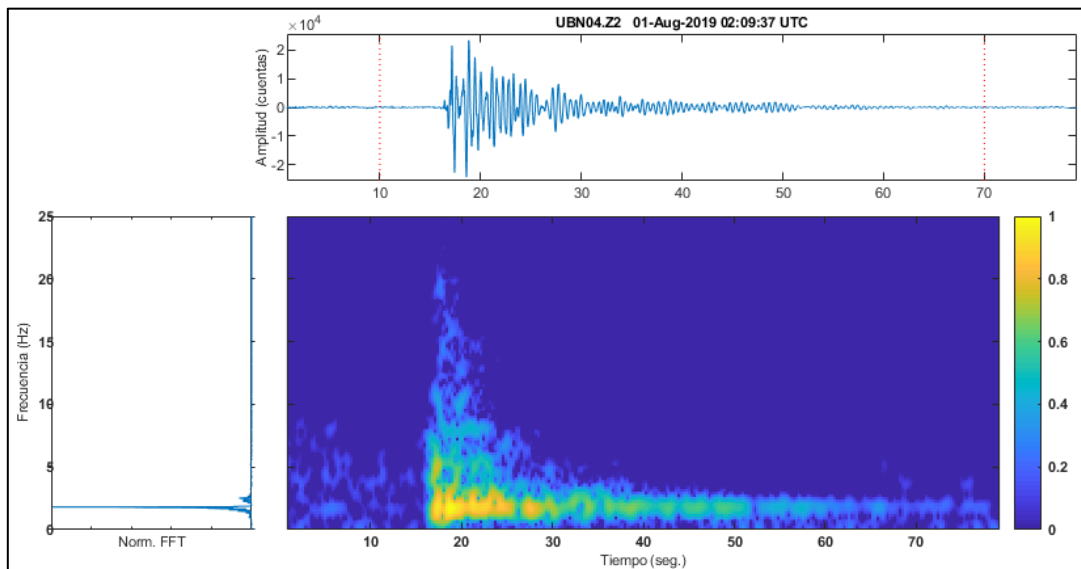 UBN04.Z2 01-Aug-2019 02:09:37 UTC
×10⁴
Amplitud (cuentas)
2
1
0
-1
-2
10 20 30 40 50 60 70
Frecuencia (Hz)
25
20
15
10
5
0
Norm. FFT
10 20 30 40 50 60 70
Tiempo (seg.)
1
0.8
0.6
0.4
0.2
0